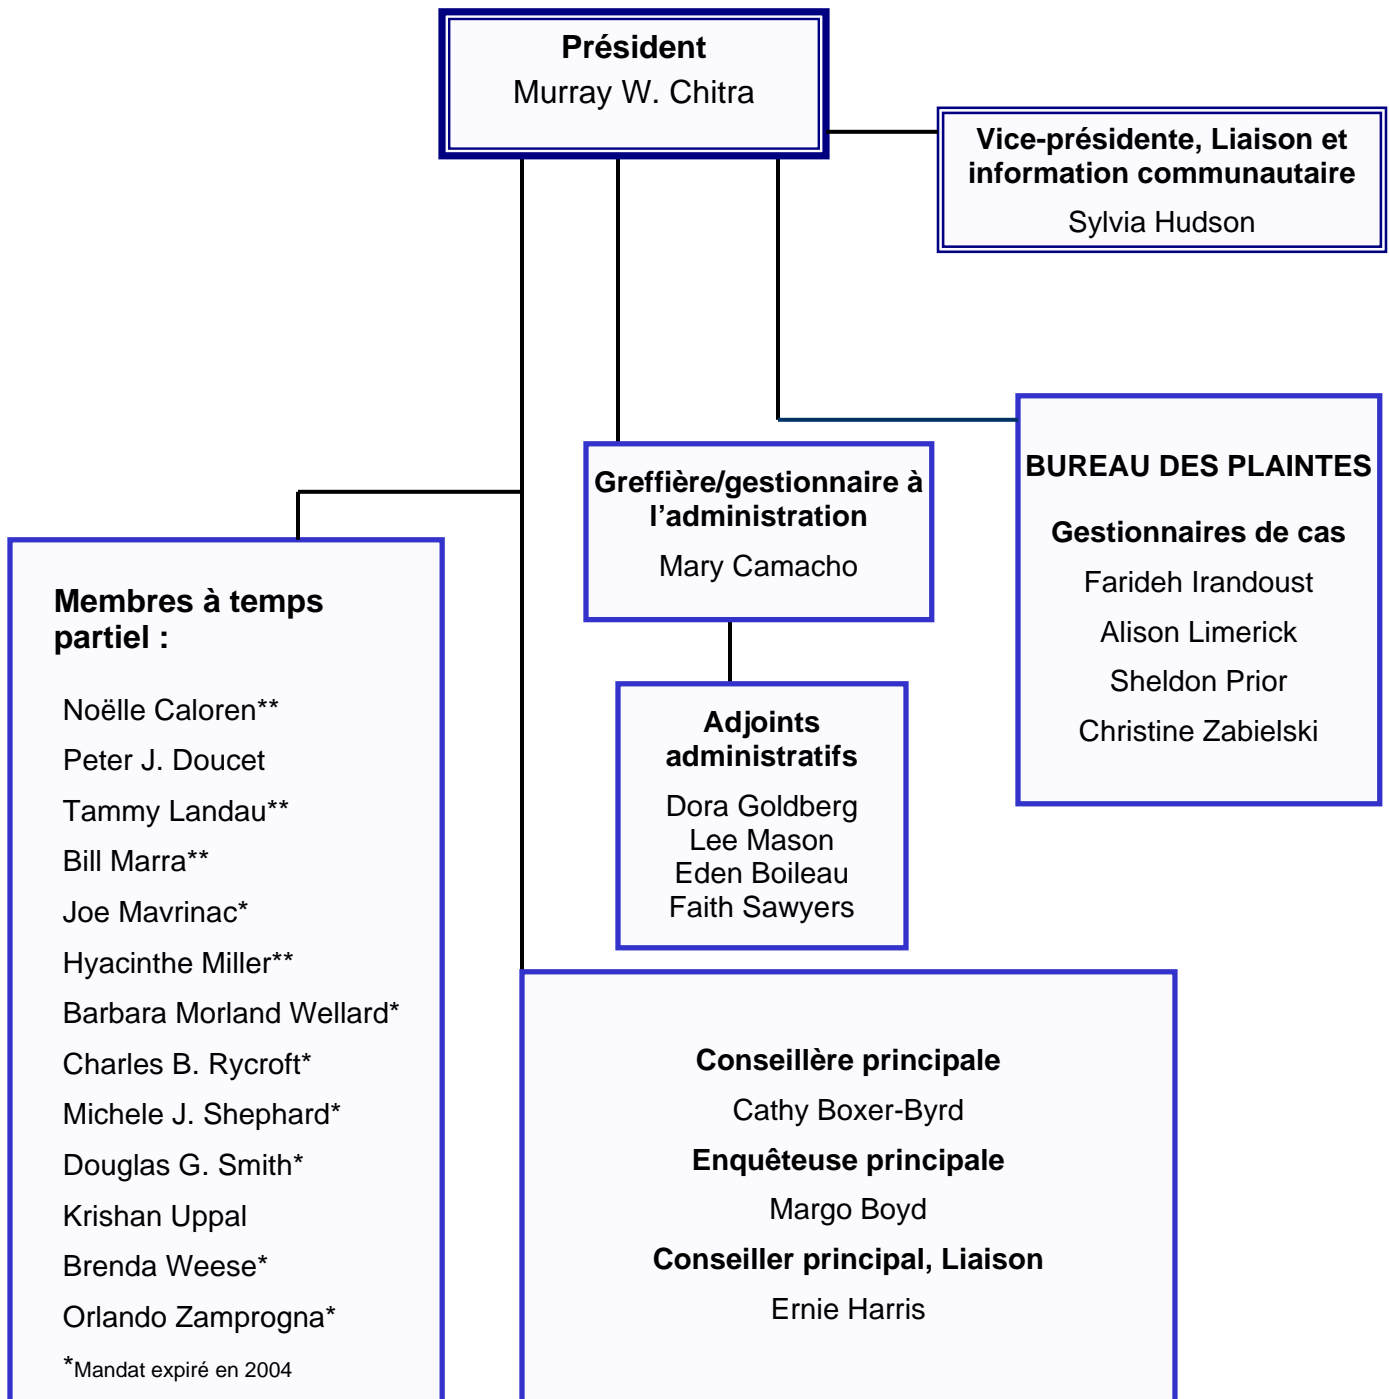 Président
Murray W. Chitra
Vice-présidente, Liaison et
information communautaire
Sylvia Hudson
BUREAU DES PLAINTES
Gestionnaires de cas
Farideh Irandoust
Alison Limerick
Sheldon Prior
Christine Zabielski
Greffière/gestionnaire à
l’administration
Mary Camacho
Adjoints
administratifs
Dora Goldberg
Lee Mason
Eden Boileau
Faith Sawyers
Membres à temps
partiel :
Noëlle Caloren**
Peter J. Doucet
Tammy Landau**
Bill Marra**
Joe Mavrinac*
Hyacinthe Miller**
Barbara Morland Wellard*
Charles B. Rycroft*
Michele J. Shephard*
Douglas G. Smith*
Krishan Uppal
Brenda Weese*
Orlando Zamprogna*
*Mandat expiré en 2004
Conseillère principale
Cathy Boxer-Byrd
Enquêteuse principale
Margo Boyd
Conseiller principal, Liaison
Ernie Harris